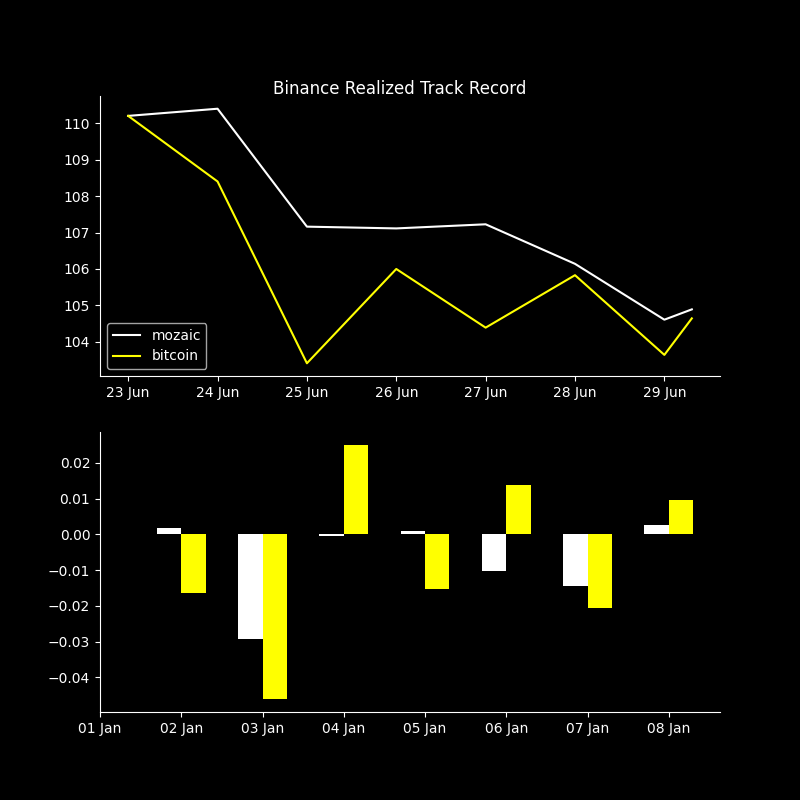 Binance Realized Track Record
110
109
108
107
106
105
104
mozaic
bitcoin
23 Jun 24 Jun 25 Jun 26 Jun 27 Jun 28 Jun 29 Jun
0.02
0.01
0.00
−0.01
−0.02
−0.03
−0.04
01 Jan 02 Jan 03 Jan 04 Jan 05 Jan 06 Jan 07 Jan 08 Jan